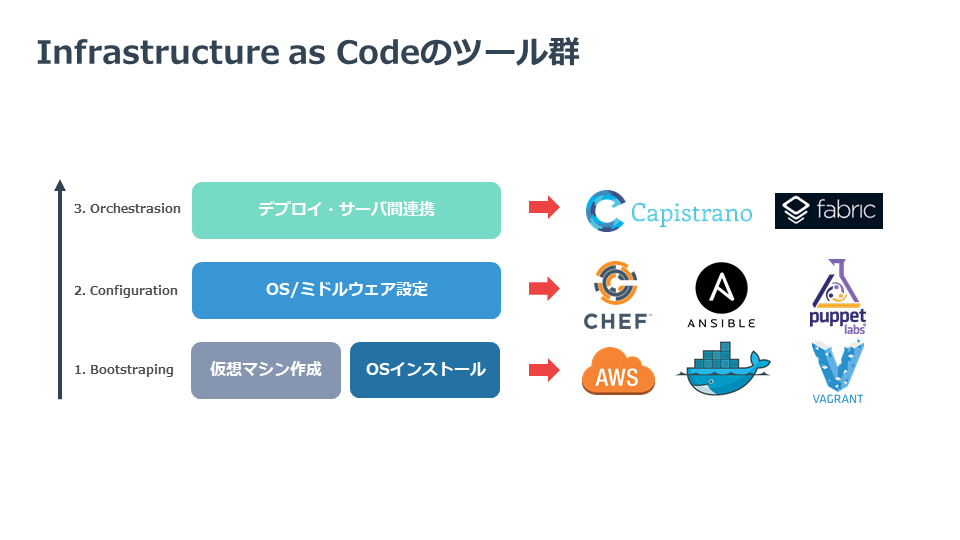 Infrastructure as Codeのツール群
3. Orchestrasion
デプロイ・サーバ間連携
Capistrano
fabric
2. Configuration
OS/ミドルウェア設定
CHEF™
ANSIBLE
puppet
labs®
1. Bootstraping
仮想マシン作成
OSインストール
AWS
VAGRANT